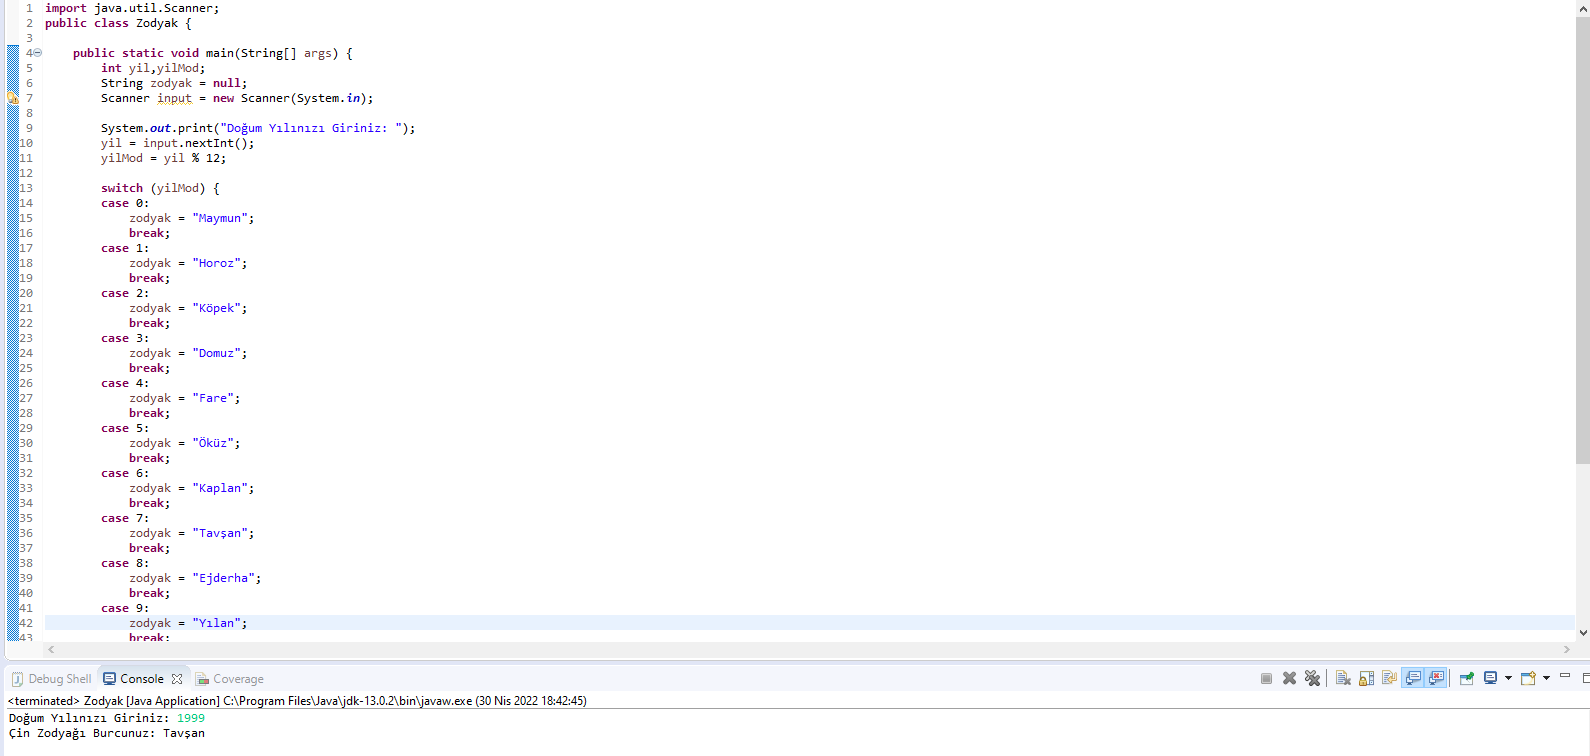 1 import java.util.Scanner;
2 public class Zodyak {
3
4 public static void main(String[] args) {
5 int yil,yilMod;
6 String zodyak = null;
7 Scanner input = new Scanner(System.in);
8
9 System.out.print("Doğum Yılınızı Giriniz: ");
10 yil = input.nextInt();
11 yilMod = yil % 12;
12
13 switch (yilMod) {
14 case 0:
15 zodyak = "Maymun";
16 break;
17 case 1:
18 zodyak = "Horoz";
19 break;
20 case 2:
21 zodyak = "Köpek";
22 break;
23 case 3:
24 zodyak = "Domuz";
25 break;
26 case 4:
27 zodyak = "Fare";
28 break;
29 case 5:
30 zodyak = "Öküz";
31 break;
32 case 6:
33 zodyak = "Kaplan";
34 break;
35 case 7:
36 zodyak = "Tavşan";
37 break;
38 case 8:
39 zodyak = "Ejderha";
40 break;
41 case 9:
42 zodyak = "Yılan";
43 break;
Debug Shell Console Coverage
<terminated> Zodyak [Java Application] C:\Program Files\Java\jdk-13.0.2\bin\javaw.exe (30 Nis 2022 18:42:45)
Doğum Yılınızı Giriniz: 1999
Çin Zodyağı Burcunuz: Tavşan